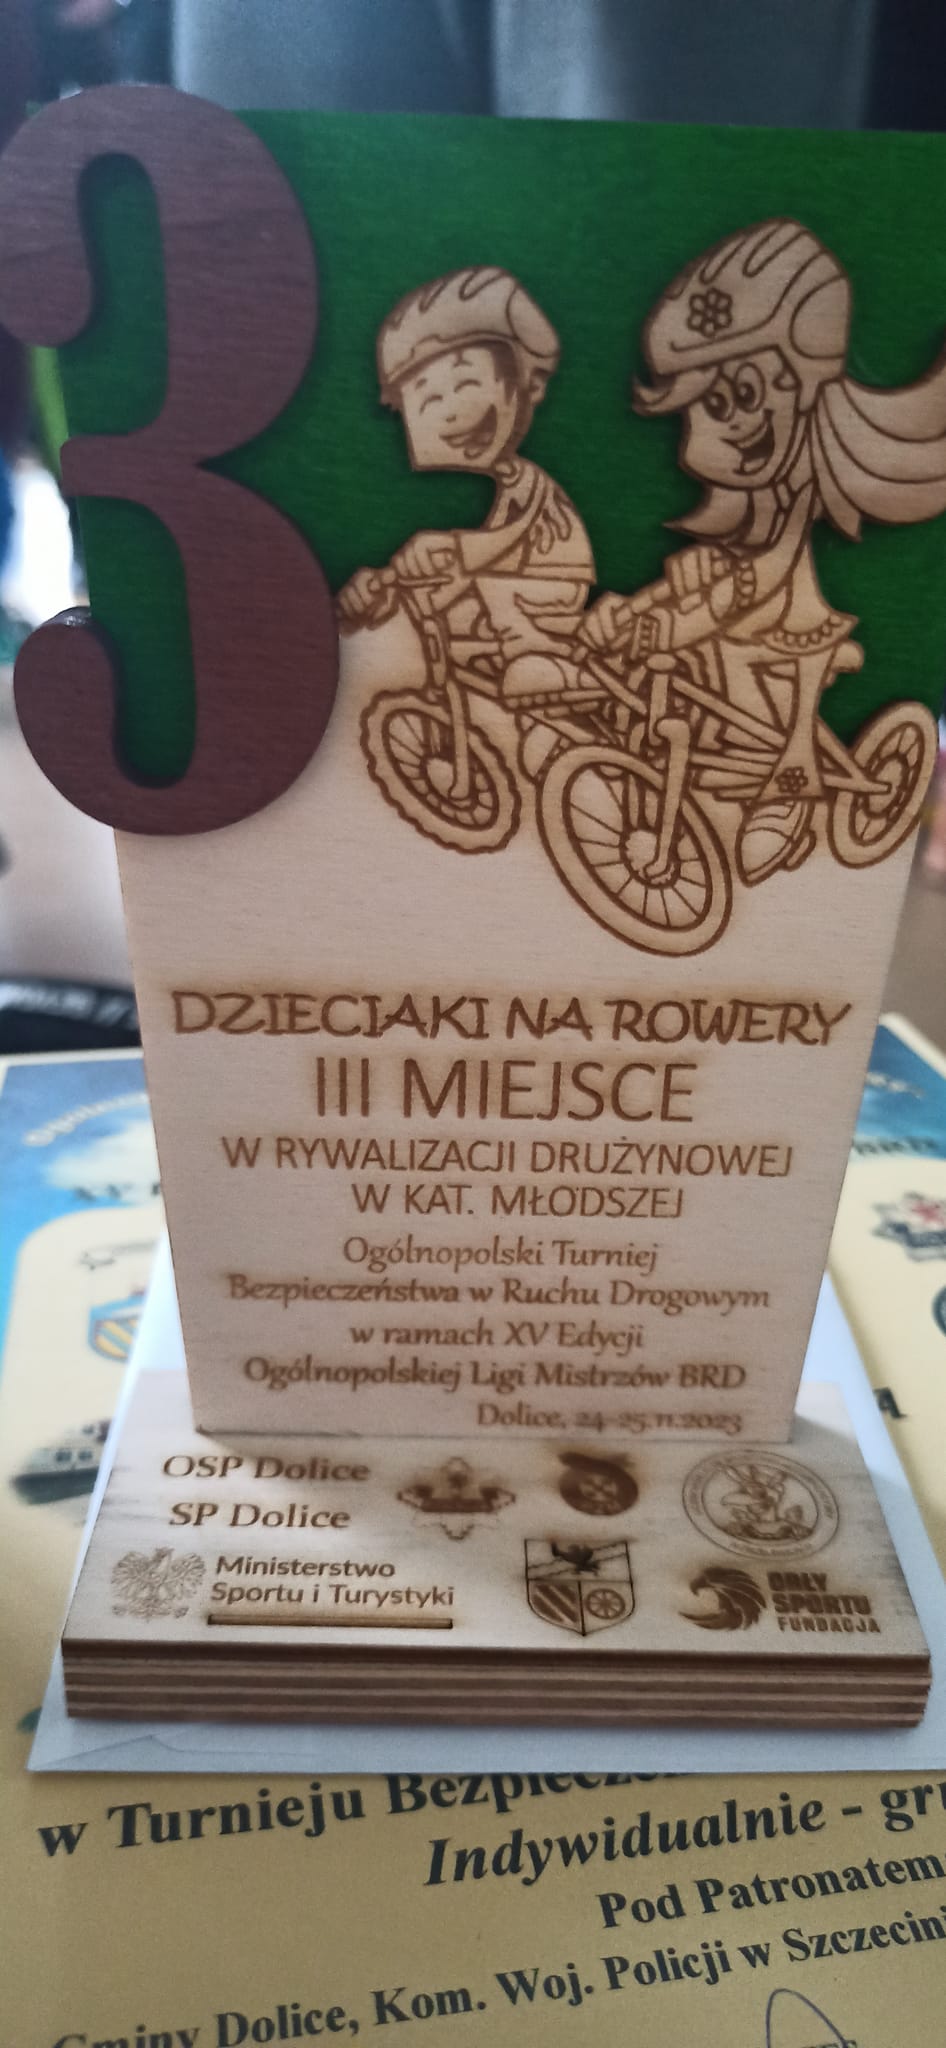 3
DZIECIAKI NA ROWERY
III MIEJSCE
W RYWALIZACJI DRUŻYNOWEJ
W KAT. MŁODSZEJ
Ogólnopolski Turniej
Bezpieczeństwa w Ruchu Drogowym
w ramach XV Edycji
Ogólnopolskiej Ligi Mistrzów BRD
Dolice, 24-25.11.2023
OSP Dolice
SP Dolice
Ministerstwo
Sportu i Turystyki
ORŁY
SPORTU
FUNDACJA
w Turnieju
Indywidualnie -
Pod Patronatem
Gminy Dolice, Kom. Woj. Policji w